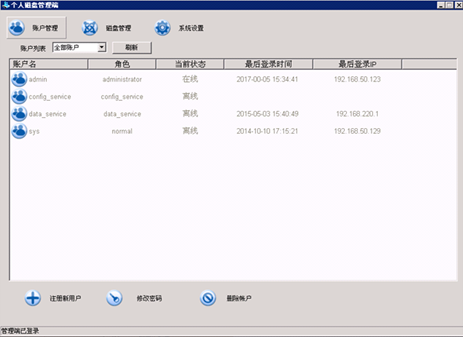 个人磁盘管理端
账户管理 磁盘管理 系统设置
账户列表 全部账户 刷新
账户名 角色 当前状态 最后登录时间 最后登录IP
admin administrator 在线 2017-00-05 15:34:41 192.168.50.123
config_senice config_senice 离线
data_senice data_senice 离线 2015-05-03 15:40:49 192.168.220.1
sys normal 离线 2014-10-10 17:15:21 192.168.50.129
注册新用户 修改密码 删除帐户
管理端已登录